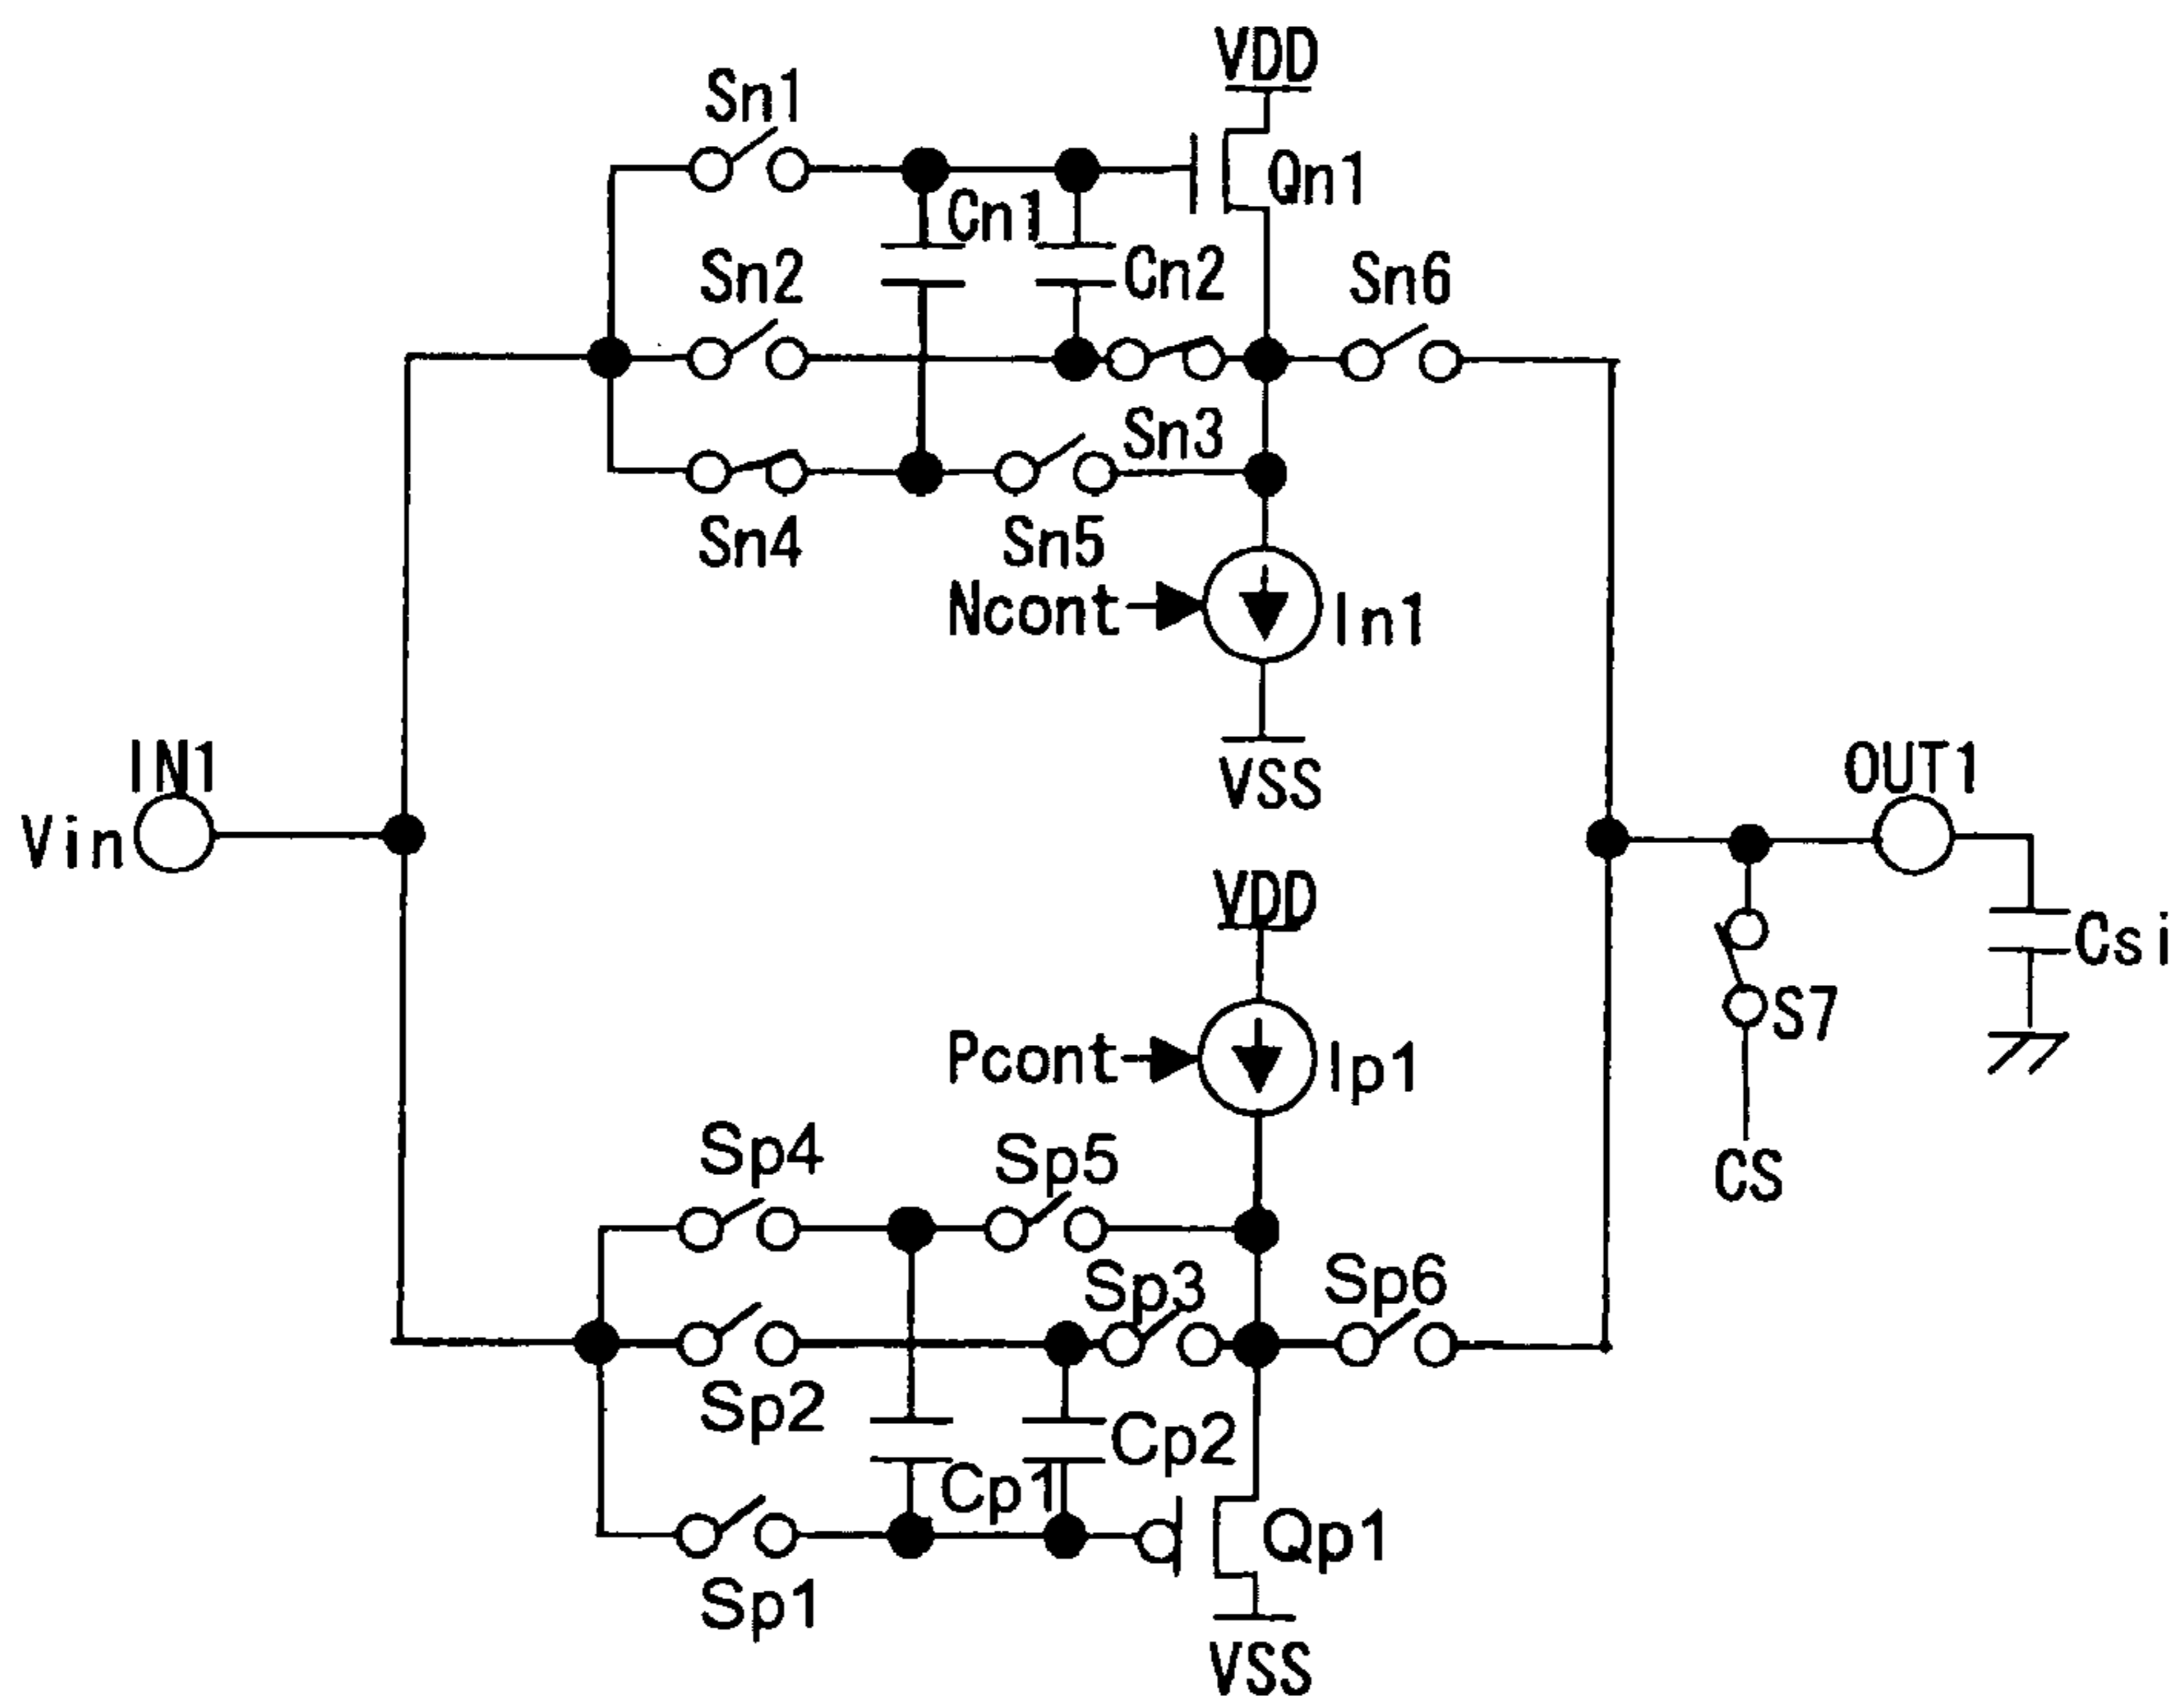 VDD
Sn1
Qn1
Cn1
Sn2
Cn2
Sn6
Sn3
Sn4
Sn5
Ncont
In1
VSS
IN1
OUT1
Vin
VDD
Csi
S7
Pcont
Ip1
CS
Sp4
Sp5
Sp3
Sp6
Sp2
Cp2
Cp1
Qp1
Sp1
VSS